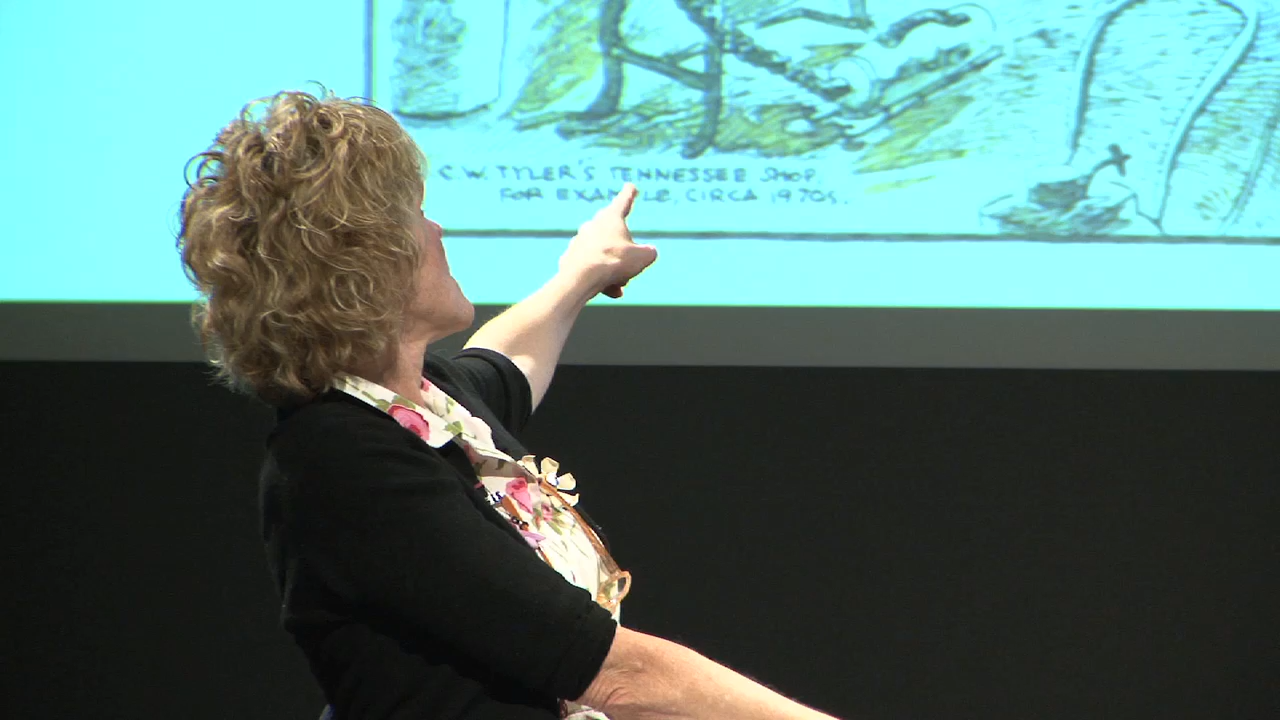 C.W. TYLER'S TENNESSEE SHOP,
FOR EXAMPLE, CIRCA 1970S.